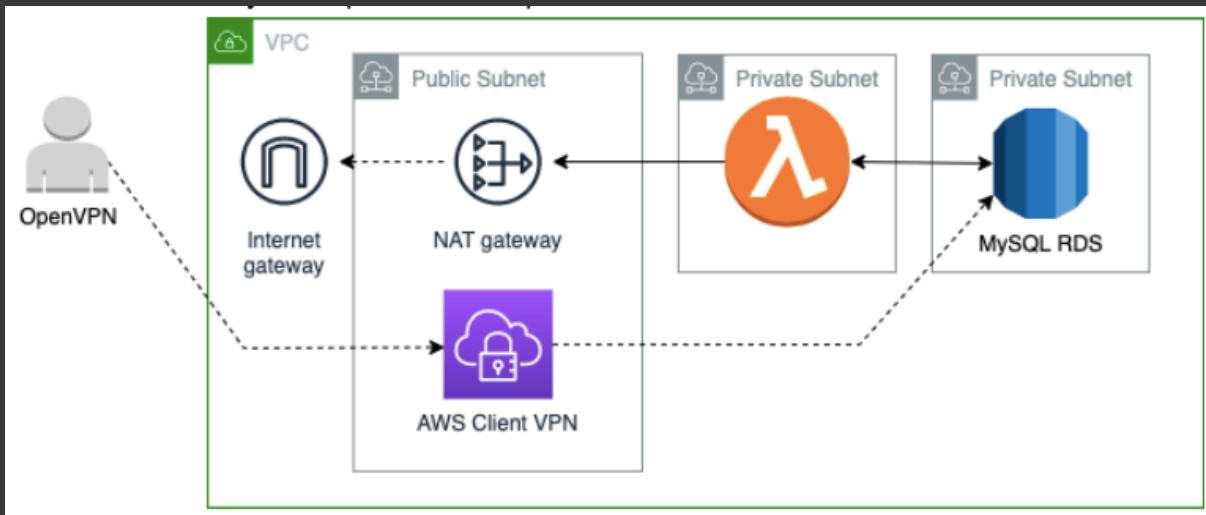 VPC
Public Subnet
Private Subnet
Private Subnet
OpenVPN
Internet
gateway
NAT gateway
MySQL RDS
AWS Client VPN